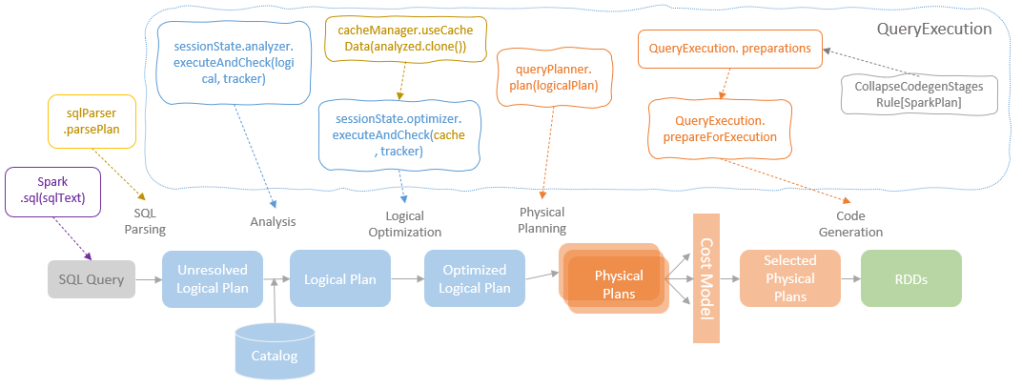 QueryExecution
cacheManager.useCache
Data(analyzed.clone())
sessionState.analyzer.
executeAndCheck(logi
cal, tracker)
QueryExecution. preparations
queryPlanner.
plan(logicalPlan)
CollapseCodegenStages
Rule[SparkPlan]
sqlParser
.parsePlan
sessionState.optimizer.
executeAndCheck(cache
, tracker)
QueryExecution.
prepareForExecution
Spark
.sql(sqlText)
SQL
Parsing
Analysis
Logical
Optimization
Physical
Planning
Code
Generation
SQL Query
Unresolved
Logical Plan
Logical Plan
Optimized
Logical Plan
Physical
Plans
Cost Model
Selected
Physical
Plans
RDDs
Catalog